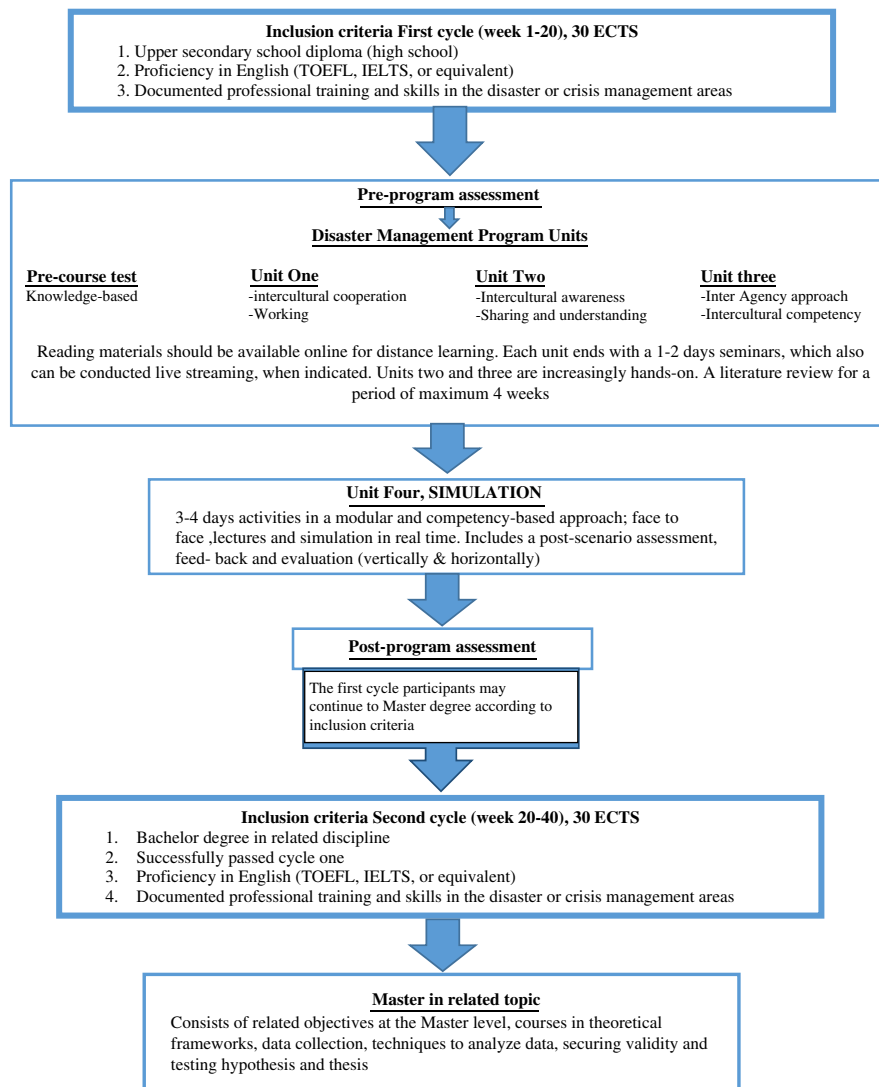 Inclusion criteria First cycle (week 1-20), 30 ECTS
1. Upper secondary school diploma (high school)
2. Proficiency in English (TOEFL, IELTS, or equivalent)
3. Documented professional training and skills in the disaster or crisis management areas
Pre-program assessment
Disaster Management Program Units
Pre-course test
Knowledge-based
Unit One
-intercultural cooperation
-Working
Unit Two
-Intercultural awareness
-Sharing and understanding
Unit three
-Inter Agency approach
-Intercultural competency
Reading materials should be available online for distance learning. Each unit ends with a 1-2 days seminars, which also
can be conducted live streaming, when indicated. Units two and three are increasingly hands-on. A literature review for a
period of maximum 4 weeks
Unit Four, SIMULATION
3-4 days activities in a modular and competency-based approach; face to
face ,lectures and simulation in real time. Includes a post-scenario assessment,
feed- back and evaluation (vertically & horizontally)
Post-program assessment
The first cycle participants may
continue to Master degree according to
inclusion criteria
Inclusion criteria Second cycle (week 20-40), 30 ECTS
1. Bachelor degree in related discipline
2. Successfully passed cycle one
3. Proficiency in English (TOEFL, IELTS, or equivalent)
4. Documented professional training and skills in the disaster or crisis management areas
Master in related topic
Consists of related objectives at the Master level, courses in theoretical
frameworks, data collection, techniques to analyze data, securing validity and
testing hypothesis and thesis